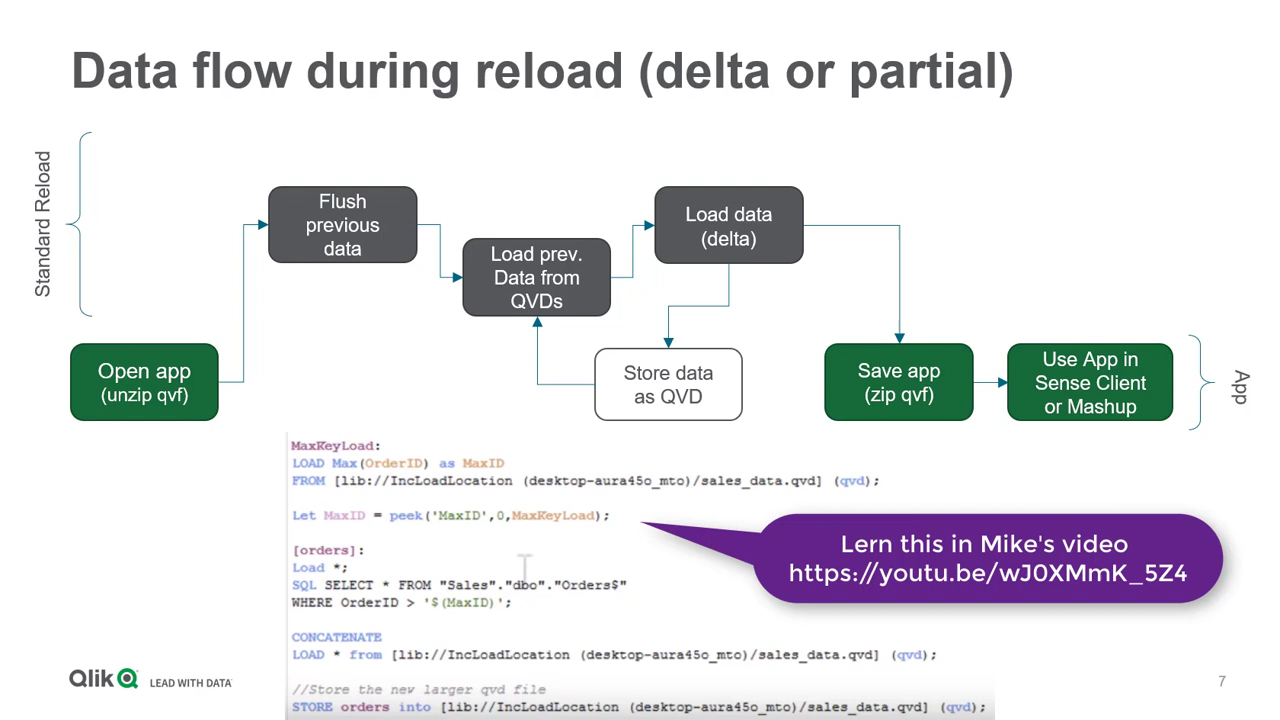 Data flow during reload (delta or partial)
Standard Reload
Flush
previous
data
Load prev.
Data from
QVDs
Load data
(delta)
Open app
(unzip qvf)
Store data
as QVD
Save app
(zip qvf)
Use App in
Sense Client
or Mashup
App
MaxKeyLoad:
LOAD Max(OrderID) as MaxID
FROM [lib://IncLoadLocation (desktop-aura45o_mto)/sales_data.qvd] (qvd);
Let MaxID = peek('MaxID',0,MaxKeyLoad);
[orders]:
Load *;
SQL SELECT * FROM "Sales"."dbo"."Orders$"
WHERE OrderID > '$(MaxID)';
CONCATENATE
LOAD * from [lib://IncLoadLocation (desktop-aura45o_mto)/sales_data.qvd] (qvd);
//Store the new larger qvd file
STORE orders into [lib://IncLoadLocation (desktop-aura45o_mto)/sales_data.qvd] (qvd);
Lern this in Mike's video
https://youtu.be/wJ0XMmK_5Z4
Qlik LEAD WITH DATA
7